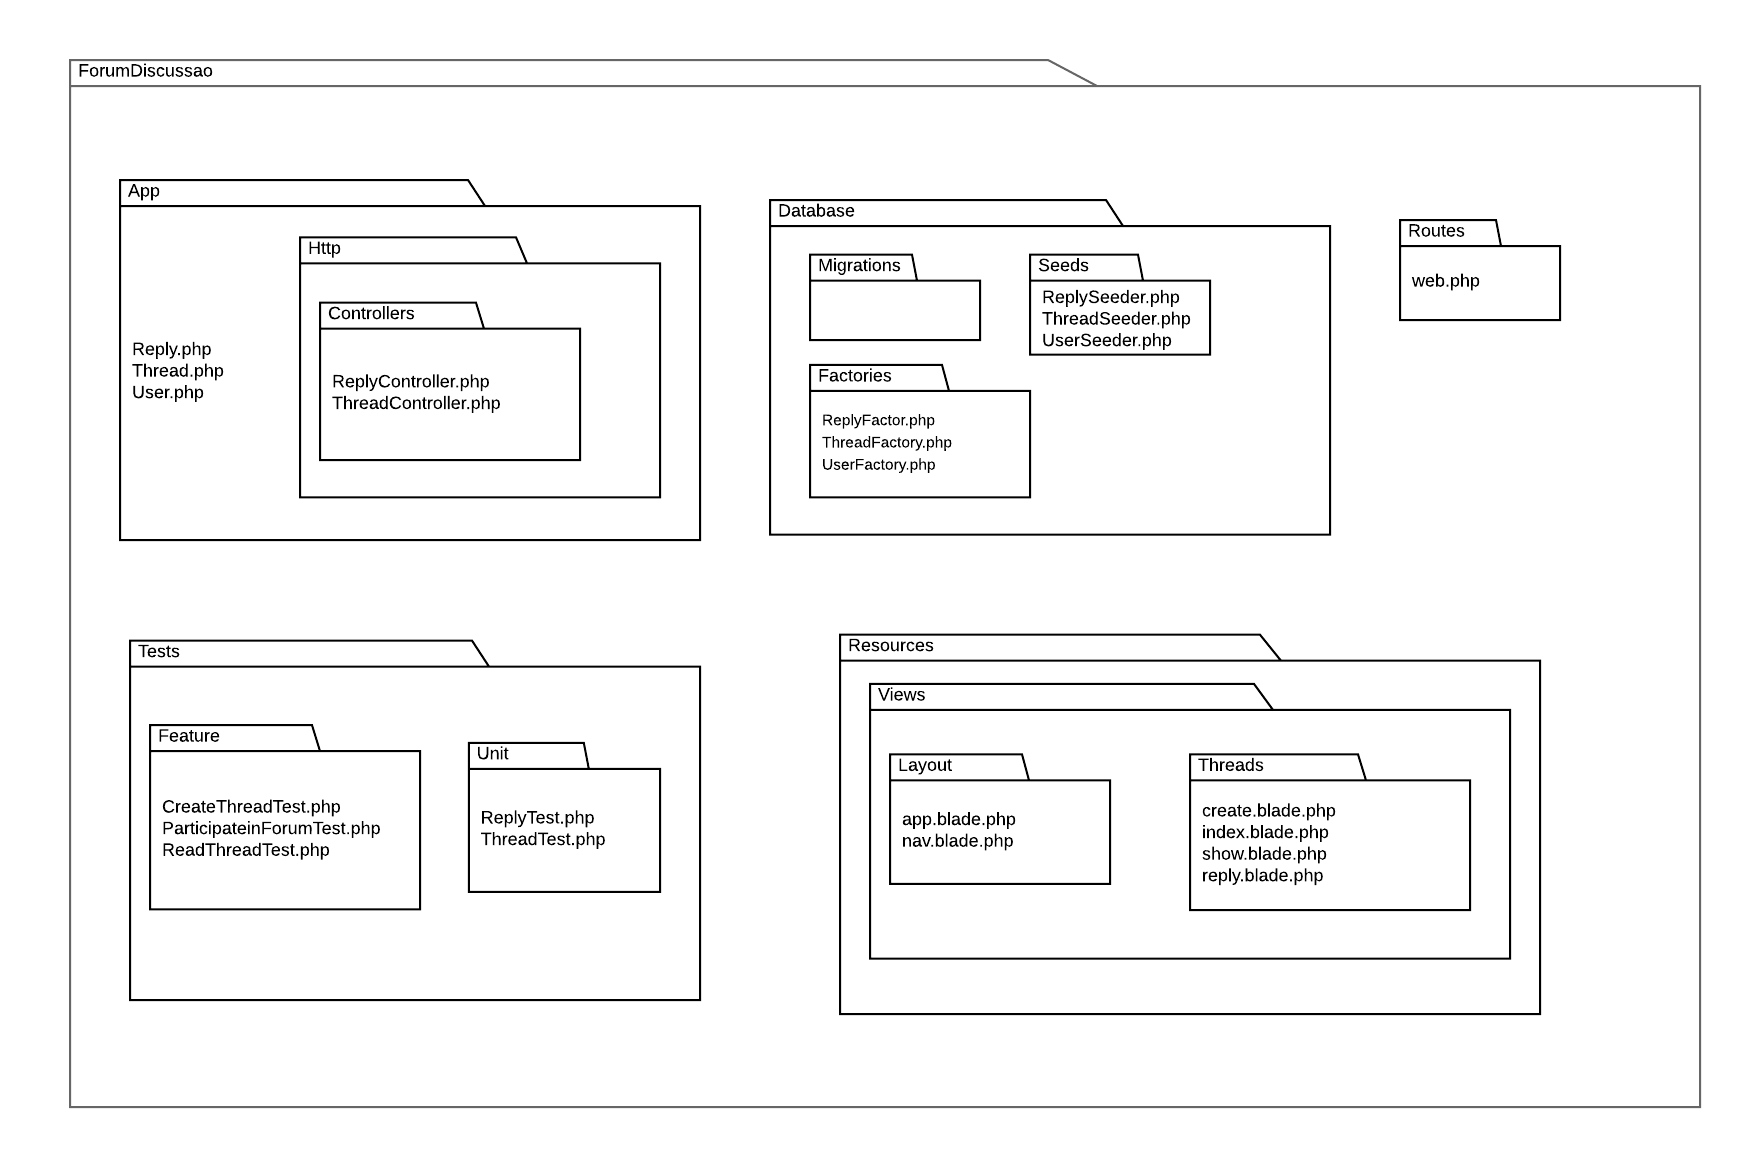 ForumDiscussao
App
Reply.php
Thread.php
User.php
Http
Controllers
ReplyController.php
ThreadController.php
Database
Migrations
Seeds
ReplySeeder.php
ThreadSeeder.php
UserSeeder.php
Factories
ReplyFactor.php
ThreadFactory.php
UserFactory.php
Routes
web.php
Tests
Feature
CreateThreadTest.php
ParticipateinForumTest.php
ReadThreadTest.php
Unit
ReplyTest.php
ThreadTest.php
Resources
Views
Layout
app.blade.php
nav.blade.php
Threads
create.blade.php
index.blade.php
show.blade.php
reply.blade.php